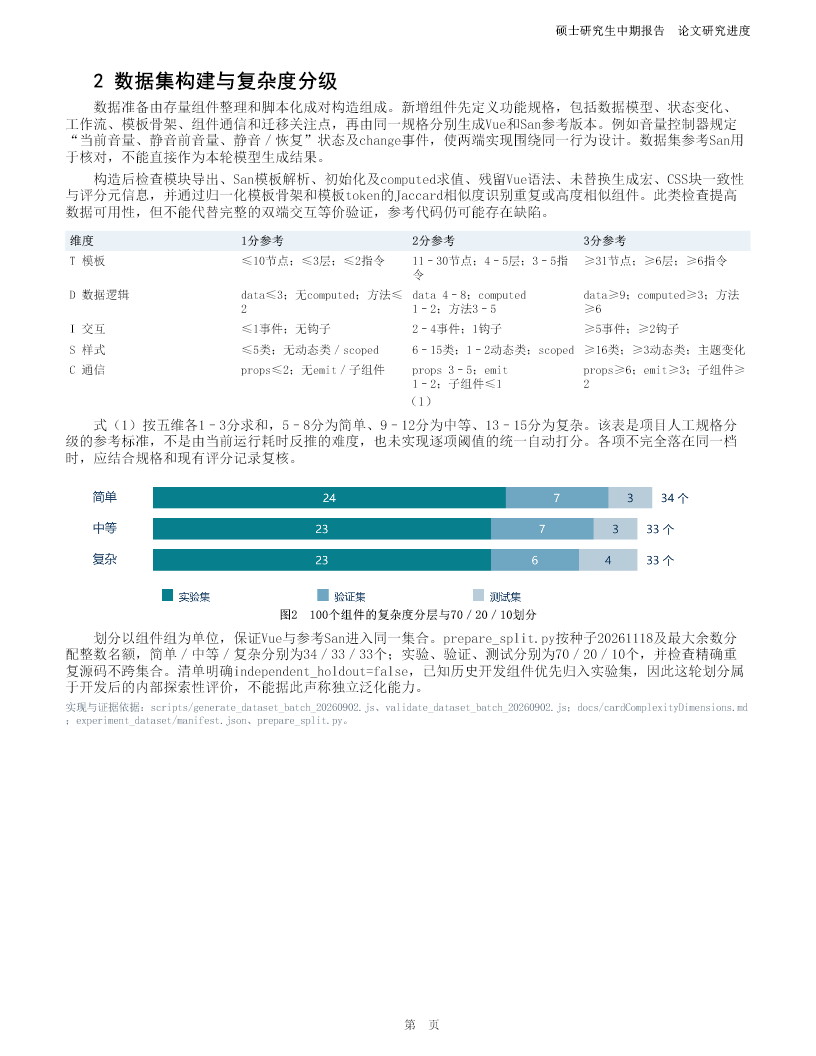 硕士研究生中期报告　论文研究进度
2 数据集构建与复杂度分级
数据准备由存量组件整理和脚本化成对构造组成。新增组件先定义功能规格，包括数据模型、状态变化、
工作流、模板骨架、组件通信和迁移关注点，再由同一规格分别生成Vue和San参考版本。例如音量控制器规定
“当前音量、静音前音量、静音／恢复”状态及change事件，使两端实现围绕同一行为设计。数据集参考San用
于核对，不能直接作为本轮模型生成结果。
构造后检查模块导出、San模板解析、初始化及computed求值、残留Vue语法、未替换生成宏、CSS块一致性
与评分元信息，并通过归一化模板骨架和模板token的Jaccard相似度识别重复或高度相似组件。此类检查提高
数据可用性，但不能代替完整的双端交互等价验证，参考代码仍可能存在缺陷。
维度 1分参考 2分参考 3分参考
T 模板 ≤10节点；≤3层；≤2指令 11–30节点；4–5层；3–5指 ≥31节点；≥6层；≥6指令
令
D 数据逻辑 data≤3；无computed；方法≤ data 4–8；computed data≥9；computed≥3；方法
2 1–2；方法3–5 ≥6
I 交互 ≤1事件；无钩子 2–4事件；1钩子 ≥5事件；≥2钩子
S 样式 ≤5类；无动态类／scoped 6–15类；1–2动态类；scoped ≥16类；≥3动态类；主题变化
C 通信 props≤2；无emit／子组件 props 3–5；emit props≥6；emit≥3；子组件≥
1–2；子组件≤1 2
（1）
式（1）按五维各1–3分求和，5–8分为简单、9–12分为中等、13–15分为复杂。该表是项目人工规格分
级的参考标准，不是由当前运行耗时反推的难度，也未实现逐项阈值的统一自动打分。各项不完全落在同一档
时，应结合规格和现有评分记录复核。
简单 24 7 3 34 个
中等 23 7 3 33 个
复杂 23 6 4 33 个
实验集 验证集 测试集
图2　100个组件的复杂度分层与70／20／10划分
划分以组件组为单位，保证Vue与参考San进入同一集合。prepare_split.py按种子20261118及最大余数分
配整数名额，简单／中等／复杂分别为34／33／33个；实验、验证、测试分别为70／20／10个，并检查精确重
复源码不跨集合。清单明确independent_holdout=false，已知历史开发组件优先归入实验集，因此这轮划分属
于开发后的内部探索性评价，不能据此声称独立泛化能力。
实现与证据依据：scripts/generate_dataset_batch_20260902.js、validate_dataset_batch_20260902.js；docs/cardComplexityDimensions.md
；experiment_dataset/manifest.json、prepare_split.py。
第　页